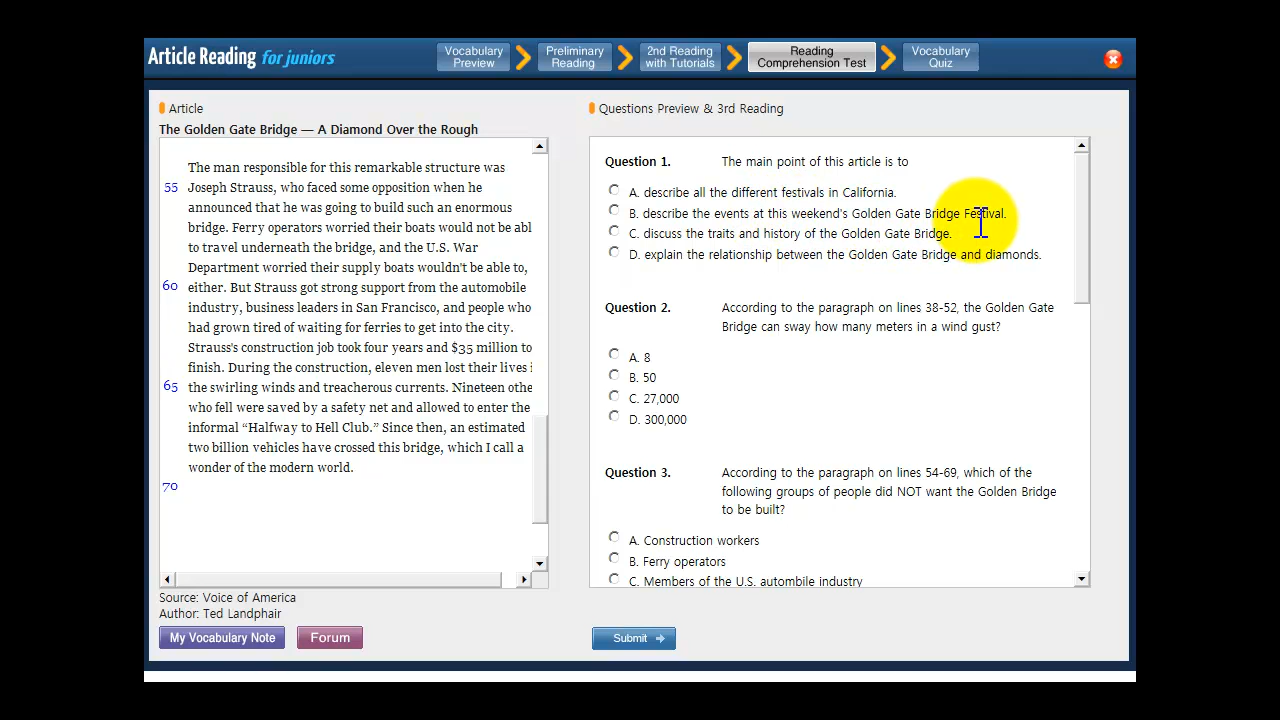 Article Reading for juniors
Vocabulary
Preview
Preliminary
Reading
2nd Reading
with Tutorials
Reading
Comprehension Test
Vocabulary
Quiz
Article
The Golden Gate Bridge — A Diamond Over the Rough
The man responsible for this remarkable structure was
55 Joseph Strauss, who faced some opposition when he
announced that he was going to build such an enormous
bridge. Ferry operators worried their boats would not be abl
to travel underneath the bridge, and the U.S. War
Department worried their supply boats wouldn't be able to,
60 either. But Strauss got strong support from the automobile
industry, business leaders in San Francisco, and people who
had grown tired of waiting for ferries to get into the city.
Strauss's construction job took four years and $35 million to
finish. During the construction, eleven men lost their lives i
65 the swirling winds and treacherous currents. Nineteen othe
who fell were saved by a safety net and allowed to enter the
informal “Halfway to Hell Club.” Since then, an estimated
two billion vehicles have crossed this bridge, which I call a
wonder of the modern world.
70
Source: Voice of America
Author: Ted Landphair
My Vocabulary Note
Forum
Questions Preview & 3rd Reading
Question 1. The main point of this article is to
A. describe all the different festivals in California.
B. describe the events at this weekend's Golden Gate Bridge Festival.
C. discuss the traits and history of the Golden Gate Bridge.
D. explain the relationship between the Golden Gate Bridge and diamonds.
Question 2. According to the paragraph on lines 38-52, the Golden Gate
Bridge can sway how many meters in a wind gust?
A. 8
B. 50
C. 27,000
D. 300,000
Question 3. According to the paragraph on lines 54-69, which of the
following groups of people did NOT want the Golden Bridge
to be built?
A. Construction workers
B. Ferry operators
C. Members of the U.S. autombile industry
Submit